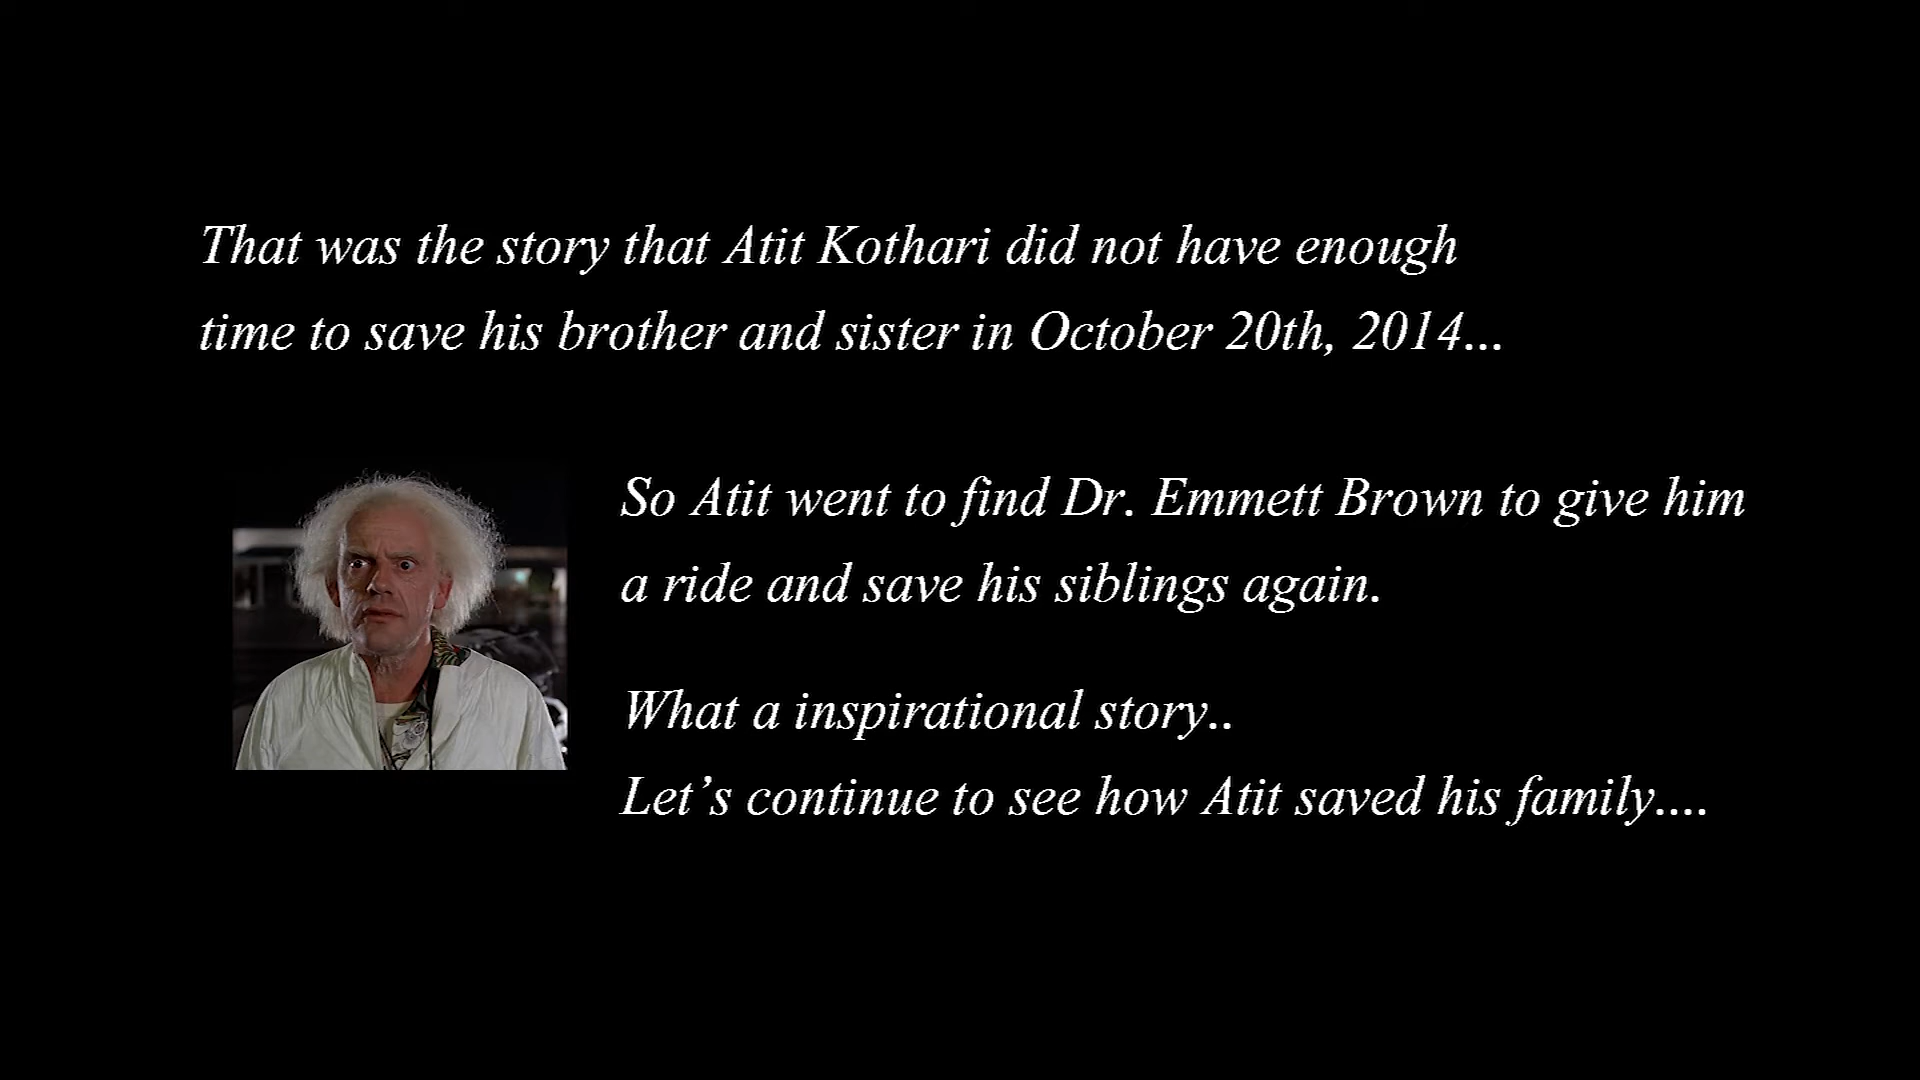 That was the story that Atit Kothari did not have enough
time to save his brother and sister in October 20th, 2014...
So Atit went to find Dr. Emmett Brown to give him
a ride and save his siblings again.
What a inspirational story..
Let’s continue to see how Atit saved his family....